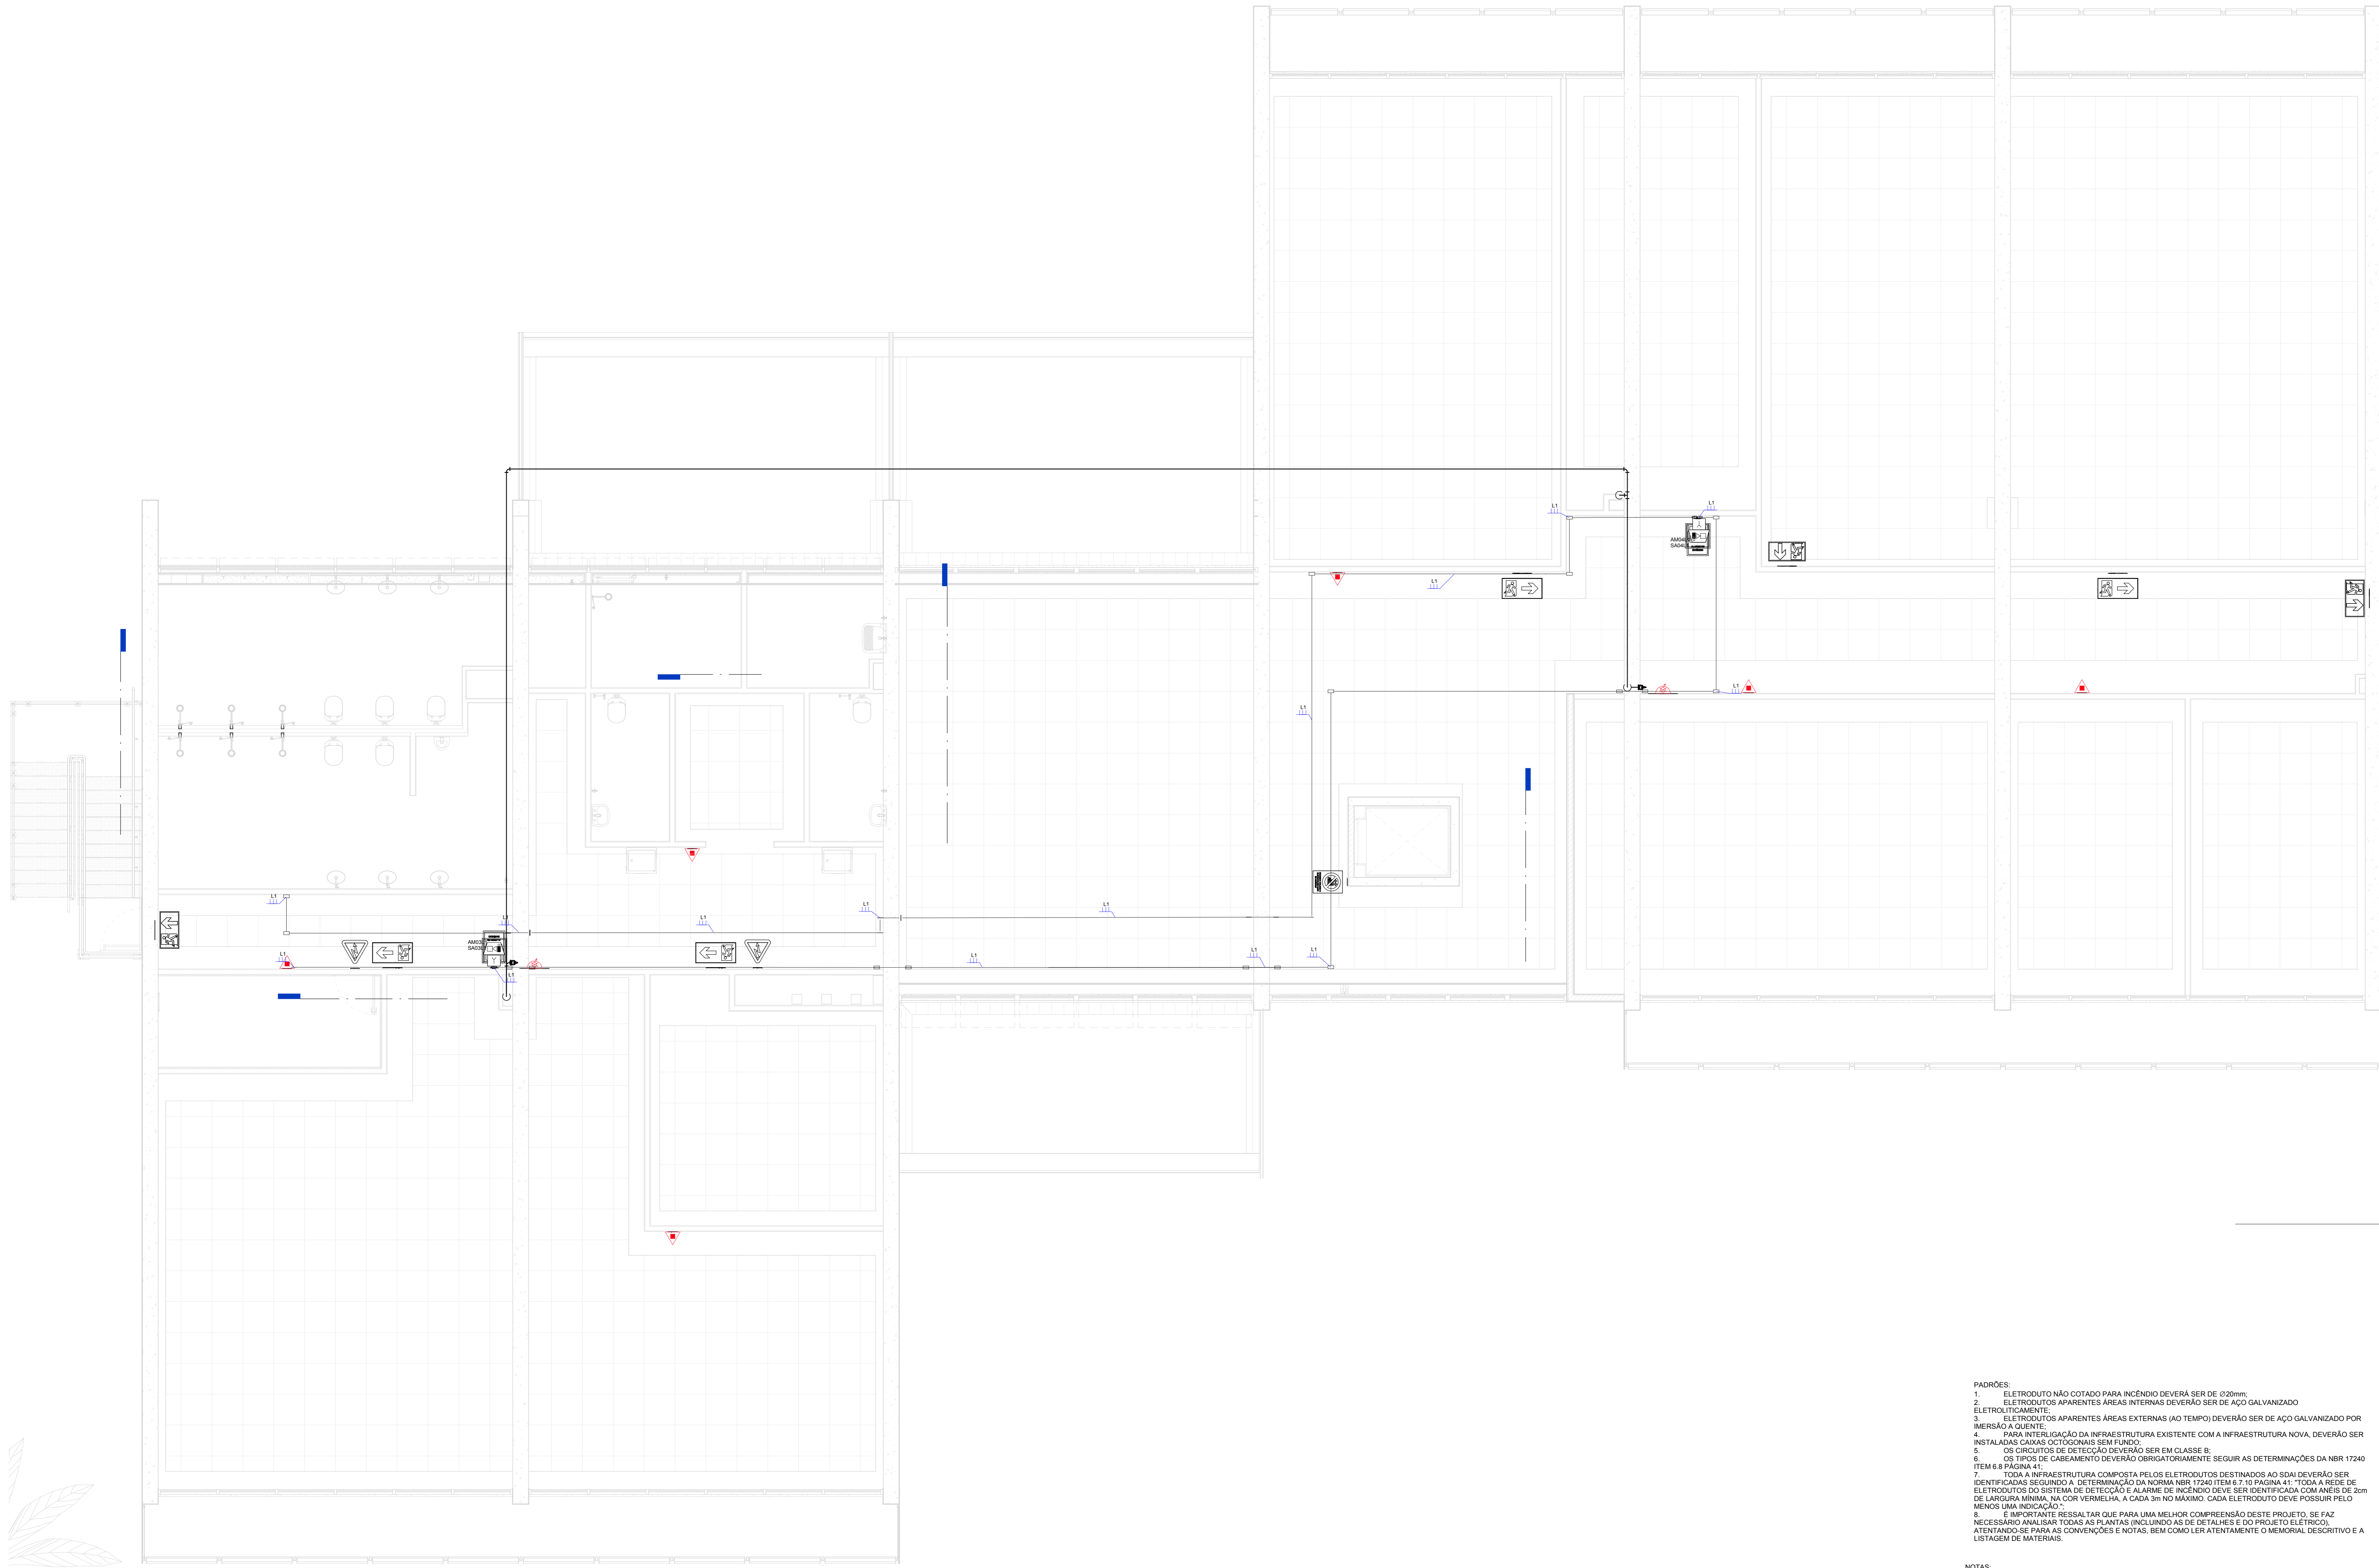 L1
L1
AM04L
SA04L
L1
L1
L1
L1
L1
L1
L1
L1
AM03L
SA03L
L1
L1
L1
L1
L1
L1
PADRÕES:
1. ELETRODUTO NÃO COTADO PARA INCÊNDIO DEVERÁ SER DE ∅20mm;
2. ELETRODUTOS APARENTES ÁREAS INTERNAS DEVERÃO SER DE AÇO GALVANIZADO
ELETROLITICAMENTE;
3. ELETRODUTOS APARENTES ÁREAS EXTERNAS (AO TEMPO) DEVERÃO SER DE AÇO GALVANIZADO POR
IMERSÃO A QUENTE;
4. PARA INTERLIGAÇÃO DA INFRAESTRUTURA EXISTENTE COM A INFRAESTRUTURA NOVA, DEVERÃO SER
INSTALADAS CAIXAS OCTOGONAIS SEM FUNDO;
5. OS CIRCUITOS DE DETECÇÃO DEVERÃO SER EM CLASSE B;
6. OS TIPOS DE CABEAMENTO DEVERÃO OBRIGATORIAMENTE SEGUIR AS DETERMINAÇÕES DA NBR 17240
ITEM 6.8 PÁGINA 41;
7. TODA A INFRAESTRUTURA COMPOSTA PELOS ELETRODUTOS DESTINADOS AO SDAI DEVERÃO SER
IDENTIFICADAS SEGUINDO A DETERMINAÇÃO DA NORMA NBR 17240 ITEM 6.7.10 PAGINA 41: "TODA A REDE DE
ELETRODUTOS DO SISTEMA DE DETECÇÃO E ALARME DE INCÊNDIO DEVE SER IDENTIFICADA COM ANÉIS DE 2cm
DE LARGURA MÍNIMA, NA COR VERMELHA, A CADA 3m NO MÁXIMO. CADA ELETRODUTO DEVE POSSUIR PELO
MENOS UMA INDICAÇÃO.";
8. É IMPORTANTE RESSALTAR QUE PARA UMA MELHOR COMPREENSÃO DESTE PROJETO, SE FAZ
NECESSÁRIO ANALISAR TODAS AS PLANTAS (INCLUINDO AS DE DETALHES E DO PROJETO ELÉTRICO),
ATENTANDO-SE PARA AS CONVENÇÕES E NOTAS, BEM COMO LER ATENTAMENTE O MEMORIAL DESCRITIVO E A
LISTAGEM DE MATERIAIS.
NOTAS: